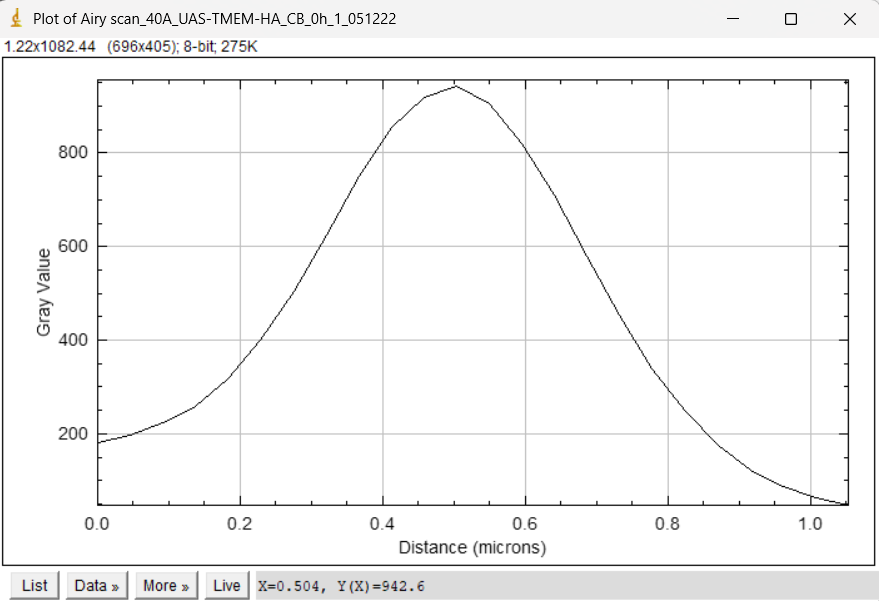 Plot of Airy scan_40A_UAS-TMEM-HA_CB_0h_1_051222
1.22x1082.44 (696x405); 8-bit; 275K
800
600
400
200
Gray Value
0.0 0.2 0.4 0.6 0.8 1.0
Distance (microns)
List Data » More » Live X=0.504, Y(X)=942.6